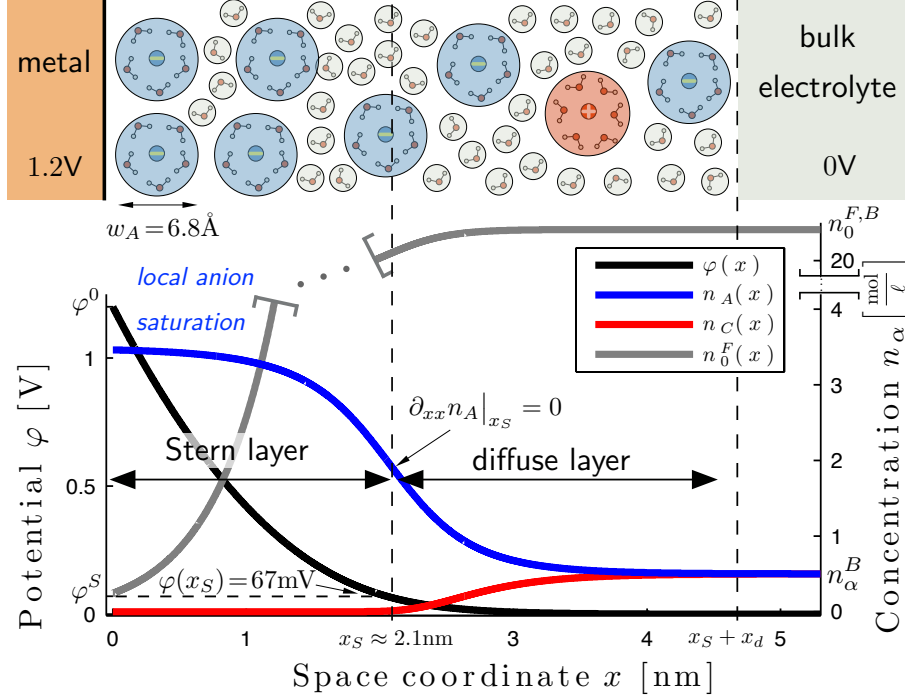 metal
1.2V
bulk
electrolyte
0V
w_A = 6.8Å
local anion
saturation
φ(x)
n_A(x)
n_C(x)
n_0^F(x)
n_0^{F,B}
20
4
3
2
1
n_α^B
0
Concentration n_α [mol/ℓ]
φ^0
1
0.5
φ^S
0
Potential φ [V]
∂_{xx}n_A|_{x_S} = 0
Stern layer
diffuse layer
φ(x_S) = 67mV
0
1
x_S ≈ 2.1nm
3
4
x_S + x_d
5
Space coordinate x [nm]